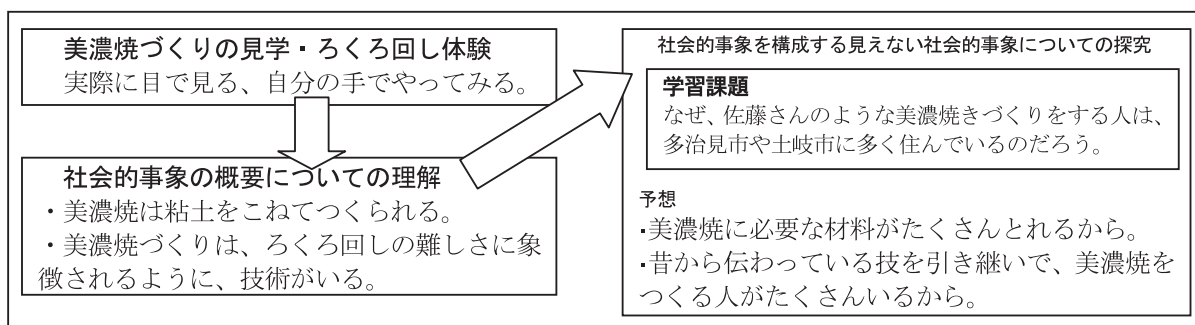 美濃焼づくりの見学・ろくろ回し体験
実際に目で見る、自分の手でやってみる。
社会的事象の概要についての理解
・美濃焼は粘土をこねてつくられる。
・美濃焼づくりは、ろくろ回しの難しさに象
徴されるように、技術がいる。
社会的事象を構成する見えない社会的事象についての探究
学習課題
なぜ、佐藤さんのような美濃焼きづくりをする人は、
多治見市や土岐市に多く住んでいるのだろう。
予想
・美濃焼に必要な材料がたくさんとれるから。
・昔から伝わっている技を引き継いで、美濃焼を
つくる人がたくさんいるから。